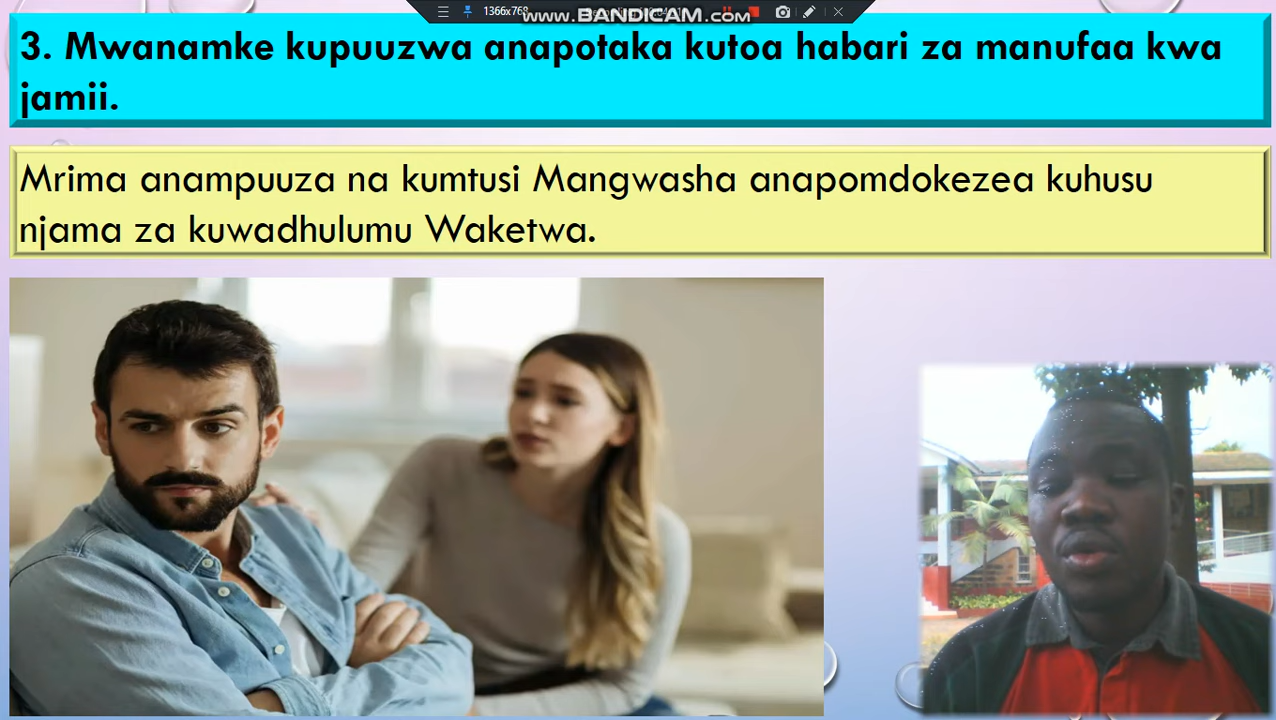 1366x768
www.BANDICAM.com
3. Mwanamke kupuuzwa anapotaka kutoa habari za manufaa kwa
jamii.
Mrima anampuuza na kumtusi Mangwasha anapomdokezea kuhusu
njama za kuwadhulumu Waketwa.